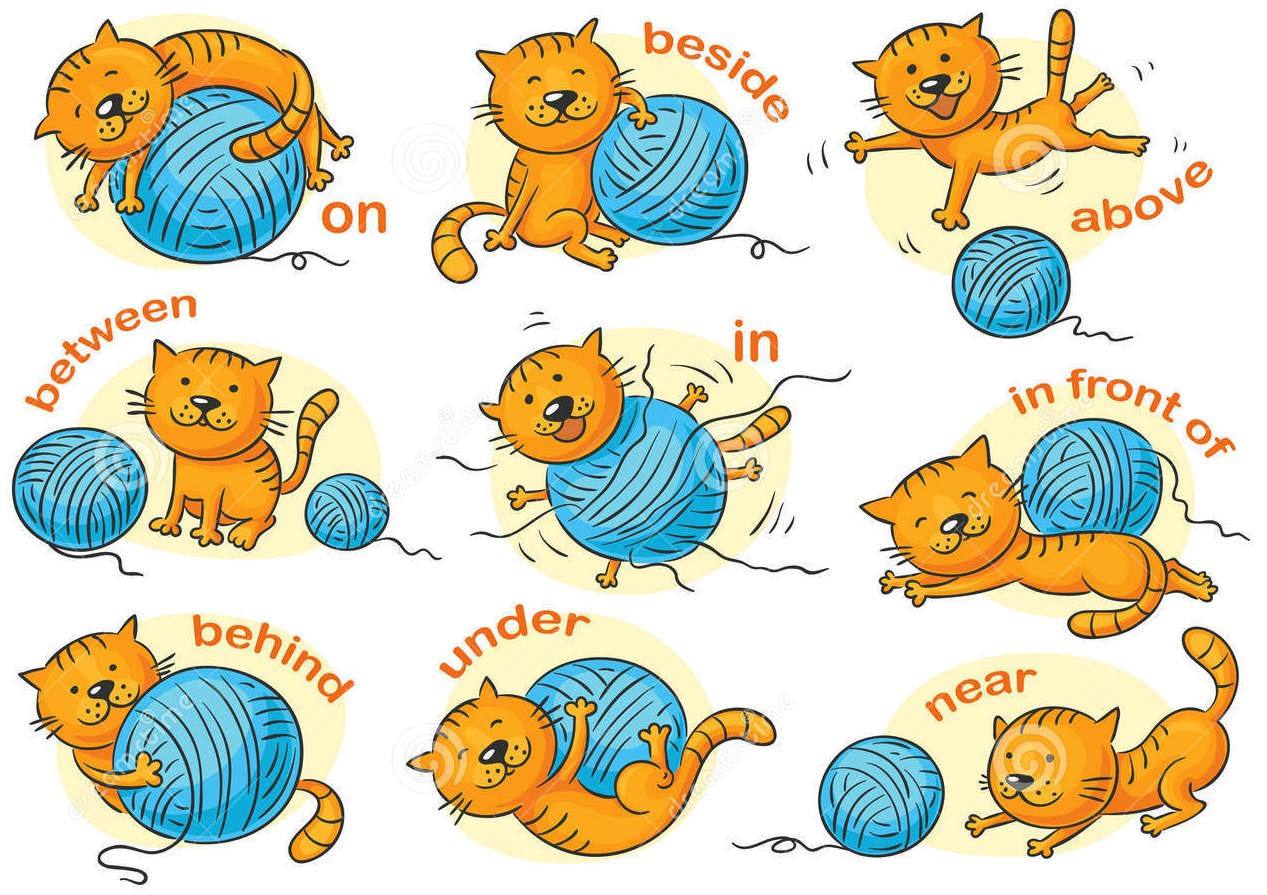 on
beside
above
between
in
in front of
behind
under
near